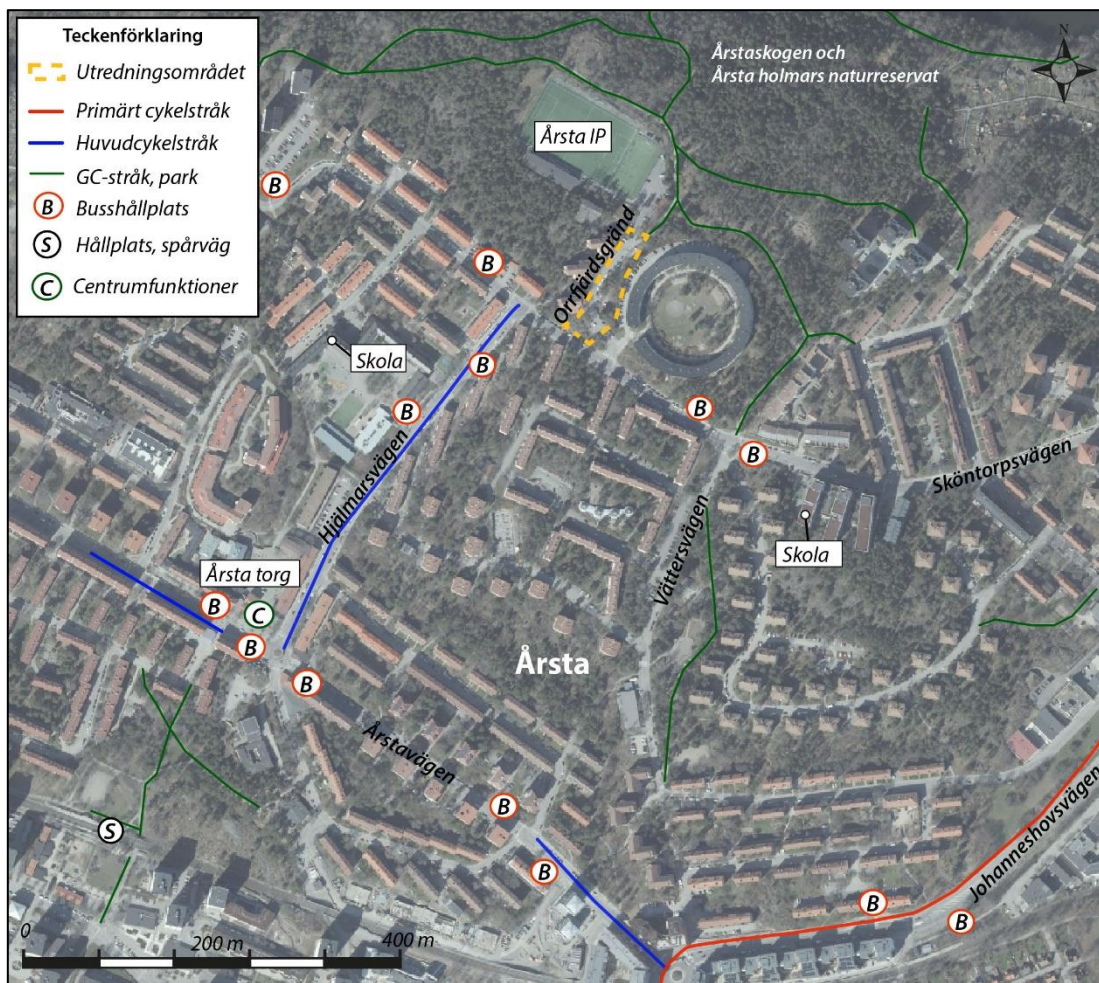 Teckenförklaring
Utredningsområdet
Primärt cykelstråk
Huvudcykelstråk
GC-stråk, park
B Busshållplats
S Hållplats, spårväg
C Centrumfunktioner
Årstaskogen och
Årsta holmars naturreservat
N
Årsta IP
B
Orrfjärdsgränd
B
Skola
B
B
Hjälmarsvägen
B
B
Sköntorpsvägen
Vättersvägen
Skola
Årsta torg
B
C
B
B
Årsta
Årstavägen
B
S
B
Johanneshovsvägen
B
B
0
200 m
400 m